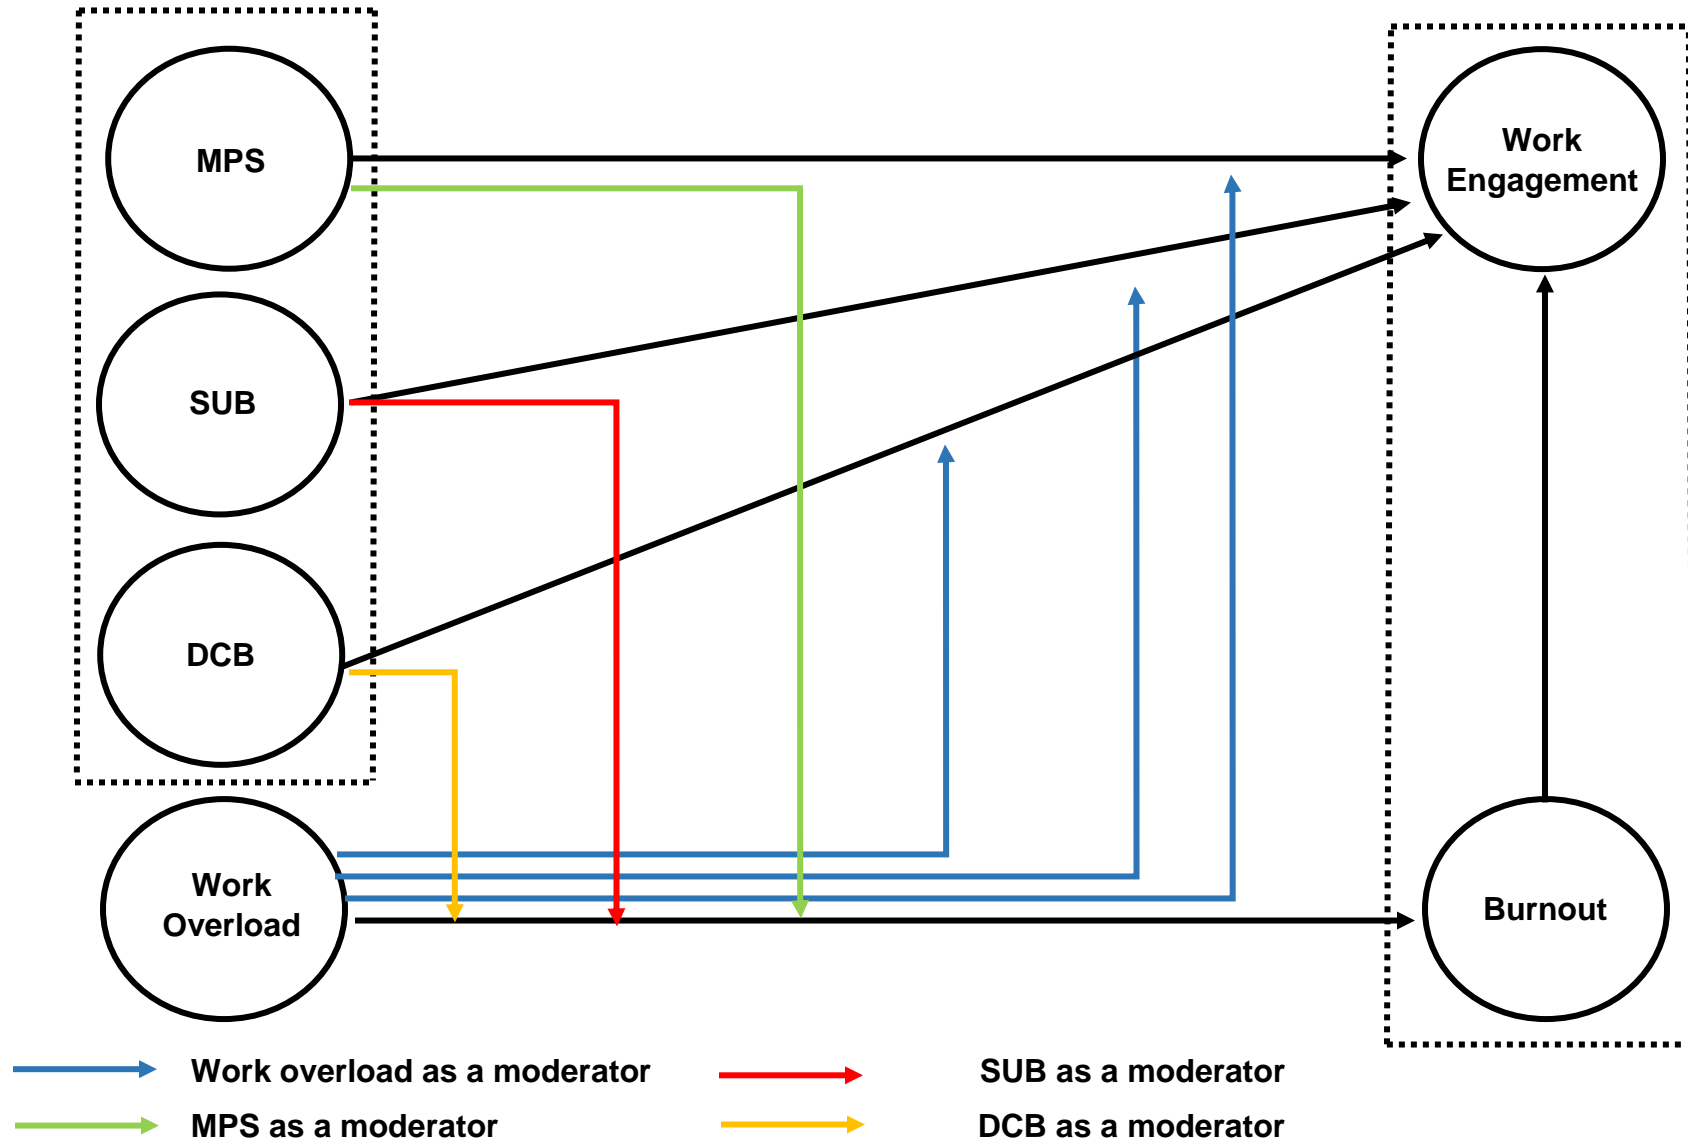 MPS
Work
Engagement
SUB
DCB
Work
Overload
Burnout
Work overload as a moderator
SUB as a moderator
MPS as a moderator
DCB as a moderator